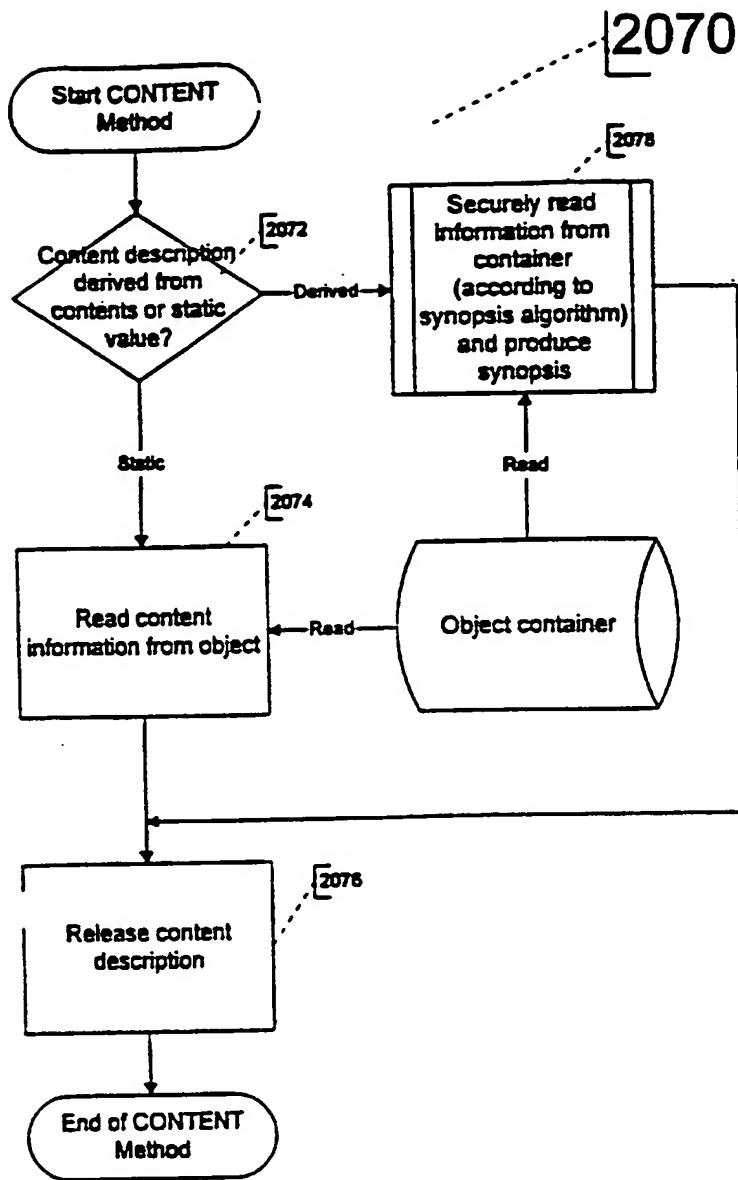 2070
Start CONTENT
Method
2078
Securely read
information from
container
(according to
synopsis algorithm)
and produce
synopsis
2072
Content description
derived from
contents or static
value?
Derived
Static
Read
2074
Read content
information from object
Read
Object container
2076
Release content
description
End of CONTENT
Method